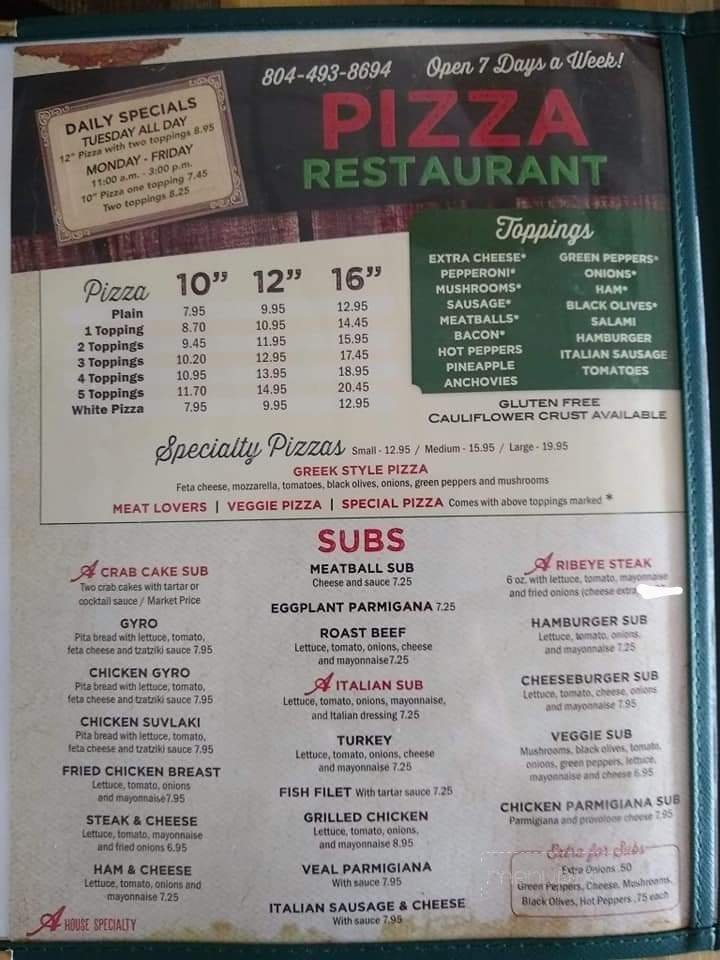 804-493-8694 Open 7 Days a Week!
PIZZA
RESTAURANT
DAILY SPECIALS
TUESDAY ALL DAY
12" Pizza with two toppings 8.95
MONDAY - FRIDAY
11:00 a.m. - 3:00 p.m.
10" Pizza one topping 7.45
Two toppings 8.25
Pizza 10" 12" 16"
Plain 7.95 9.95 12.95
1 Topping 8.70 10.95 14.45
2 Toppings 9.45 11.95 15.95
3 Toppings 10.20 12.95 17.45
4 Toppings 10.95 13.95 18.95
5 Toppings 11.70 14.95 20.45
White Pizza 7.95 9.95 12.95
Toppings
EXTRA CHEESE*
PEPPERONI*
MUSHROOMS*
SAUSAGE*
MEATBALLS*
BACON*
HOT PEPPERS
PINEAPPLE
ANCHOVIES
GREEN PEPPERS*
ONIONS*
HAM*
BLACK OLIVES*
SALAMI
HAMBURGER
ITALIAN SAUSAGE
TOMATOES
GLUTEN FREE
CAULIFLOWER CRUST AVAILABLE
Specialty Pizzas Small - 12.95 / Medium - 15.95 / Large - 19.95
GREEK STYLE PIZZA
Feta cheese, mozzarella, tomatoes, black olives, onions, green peppers and mushrooms
MEAT LOVERS | VEGGIE PIZZA | SPECIAL PIZZA Comes with above toppings marked *
SUBS
A CRAB CAKE SUB
Two crab cakes with tartar or
cocktail sauce / Market Price
GYRO
Pita bread with lettuce, tomato,
feta cheese and tzatziki sauce 7.95
CHICKEN GYRO
Pita bread with lettuce, tomato,
feta cheese and tzatziki sauce 7.95
CHICKEN SUVLAKI
Pita bread with lettuce, tomato,
feta cheese and tzatziki sauce 7.95
FRIED CHICKEN BREAST
Lettuce, tomato, onions
and mayonnaise7.95
STEAK & CHEESE
Lettuce, tomato, mayonnaise
and fried onions 6.95
HAM & CHEESE
Lettuce, tomato, onions and
mayonnaise 7.25
A HOUSE SPECIALTY
MEATBALL SUB
Cheese and sauce 7.25
EGGPLANT PARMIGANA 7.25
ROAST BEEF
Lettuce, tomato, onions, cheese
and mayonnaise7.25
A ITALIAN SUB
Lettuce, tomato, onions, mayonnaise,
and Italian dressing 7.25
TURKEY
Lettuce, tomato, onions, cheese
and mayonnaise 7.25
FISH FILET With tartar sauce 7.25
GRILLED CHICKEN
Lettuce, tomato, onions,
and mayonnaise 8.95
VEAL PARMIGIANA
With sauce 7.95
ITALIAN SAUSAGE & CHEESE
With sauce 7.95
A RIBEYE STEAK
6 oz. with lettuce, tomato, mayonnaise
and fried onions (cheese extra
HAMBURGER SUB
Lettuce, tomato, onions,
and mayonnaise 7.25
CHEESEBURGER SUB
Lettuce, tomato, cheese, onions
and mayonnaise 7.95
VEGGIE SUB
Mushrooms, black olives, tomato,
onions, green peppers, lettuce,
mayonnaise and cheese 6.95
CHICKEN PARMIGIANA SUB
Parmigiana and provolone cheese 7.95
Extra for Subs
Extra Onions .50
Green Peppers, Cheese, Mushrooms,
Black Olives, Hot Peppers .75 each